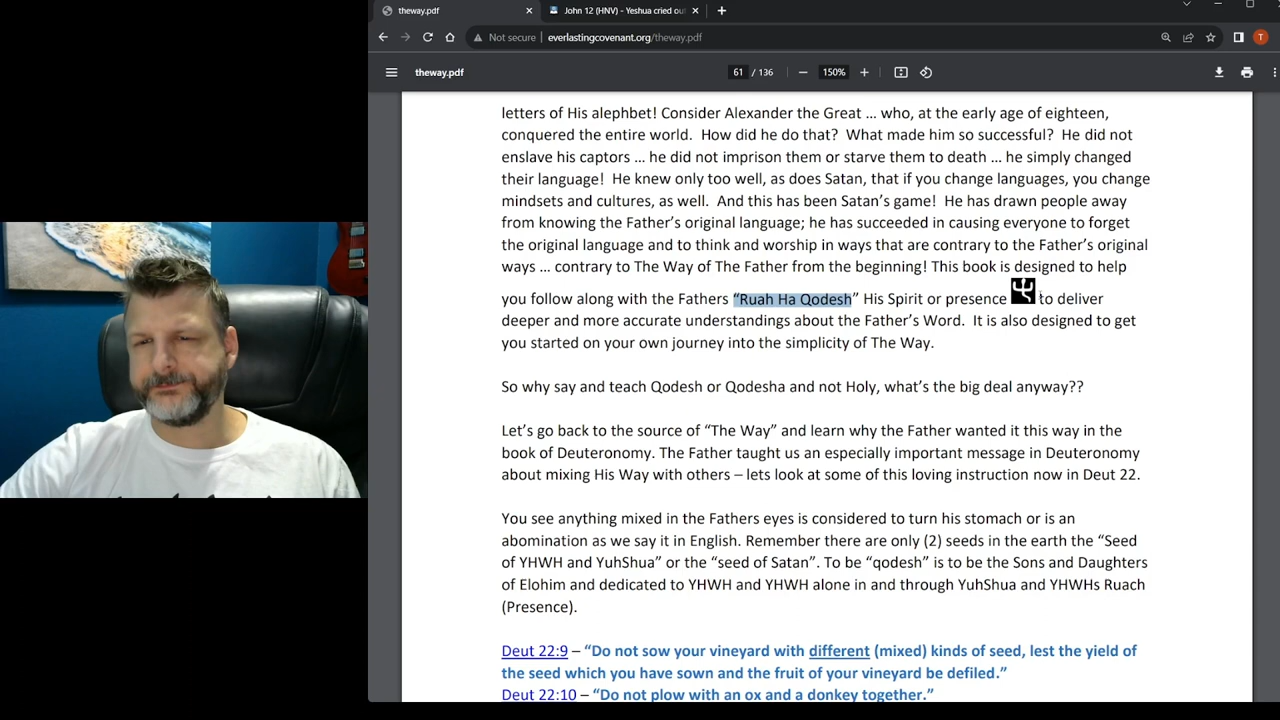 theway.pdf
John 12 (HNV) - Yeshua cried ou
Not secure
everlastingcovenant.org/theway.pdf
T
theway.pdf
61 / 136
150%
letters of His alephbet! Consider Alexander the Great … who, at the early age of eighteen,
conquered the entire world. How did he do that? What made him so successful? He did not
enslave his captors … he did not imprison them or starve them to death … he simply changed
their language! He knew only too well, as does Satan, that if you change languages, you change
mindsets and cultures, as well. And this has been Satan’s game! He has drawn people away
from knowing the Father’s original language; he has succeeded in causing everyone to forget
the original language and to think and worship in ways that are contrary to the Father’s original
ways … contrary to The Way of The Father from the beginning! This book is designed to help
you follow along with the Fathers “Ruah Ha Qodesh” His Spirit or presence to deliver
deeper and more accurate understandings about the Father’s Word. It is also designed to get
you started on your own journey into the simplicity of The Way.
So why say and teach Qodesh or Qodesha and not Holy, what’s the big deal anyway??
Let’s go back to the source of “The Way” and learn why the Father wanted it this way in the
book of Deuteronomy. The Father taught us an especially important message in Deuteronomy
about mixing His Way with others – lets look at some of this loving instruction now in Deut 22.
You see anything mixed in the Fathers eyes is considered to turn his stomach or is an
abomination as we say it in English. Remember there are only (2) seeds in the earth the “Seed
of YHWH and YuhShua” or the “seed of Satan”. To be “qodesh” is to be the Sons and Daughters
of Elohim and dedicated to YHWH and YHWH alone in and through YuhShua and YHWHs Ruach
(Presence).
Deut 22:9 – “Do not sow your vineyard with different (mixed) kinds of seed, lest the yield of
the seed which you have sown and the fruit of your vineyard be defiled.”
Deut 22:10 – “Do not plow with an ox and a donkey together.”